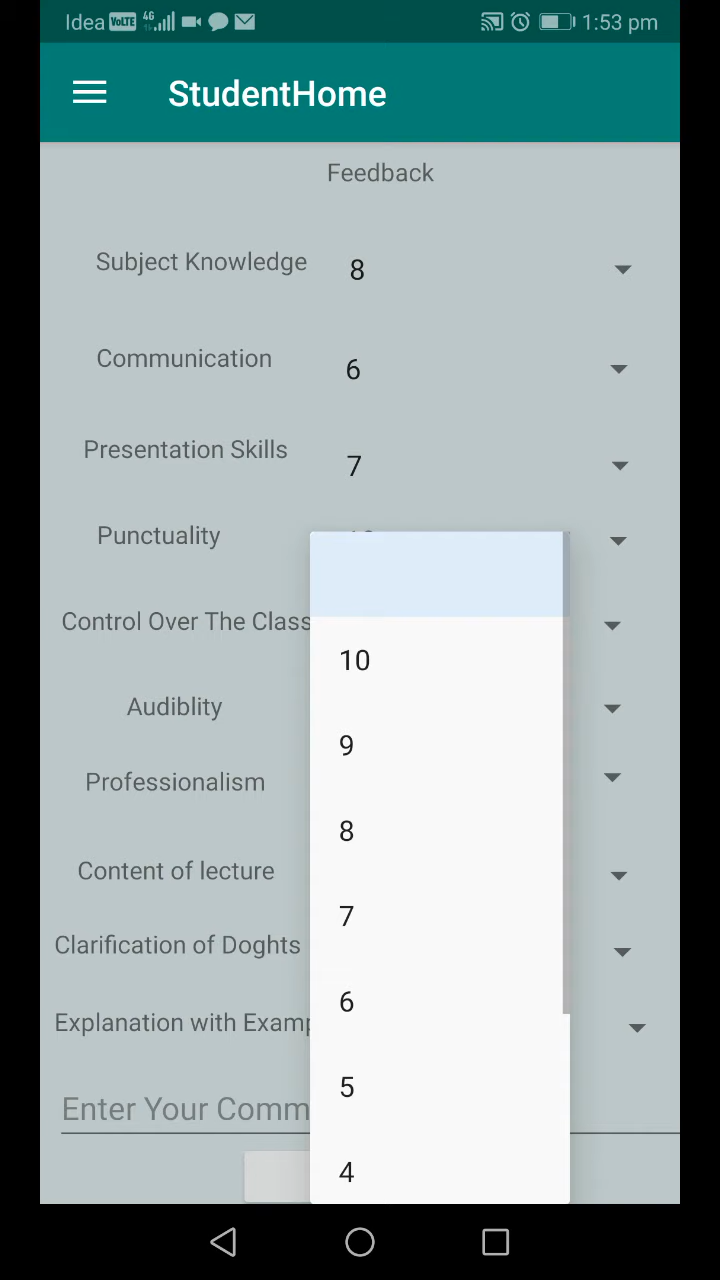 Idea VoLTE 4G 1:53 pm
StudentHome
Feedback
Subject Knowledge 8
Communication 6
Presentation Skills 7
Punctuality
Control Over The Class
10
Audiblity
9
Professionalism
8
Content of lecture
7
Clarification of Doghts
6
Explanation with Examp
5
Enter Your Comm
4